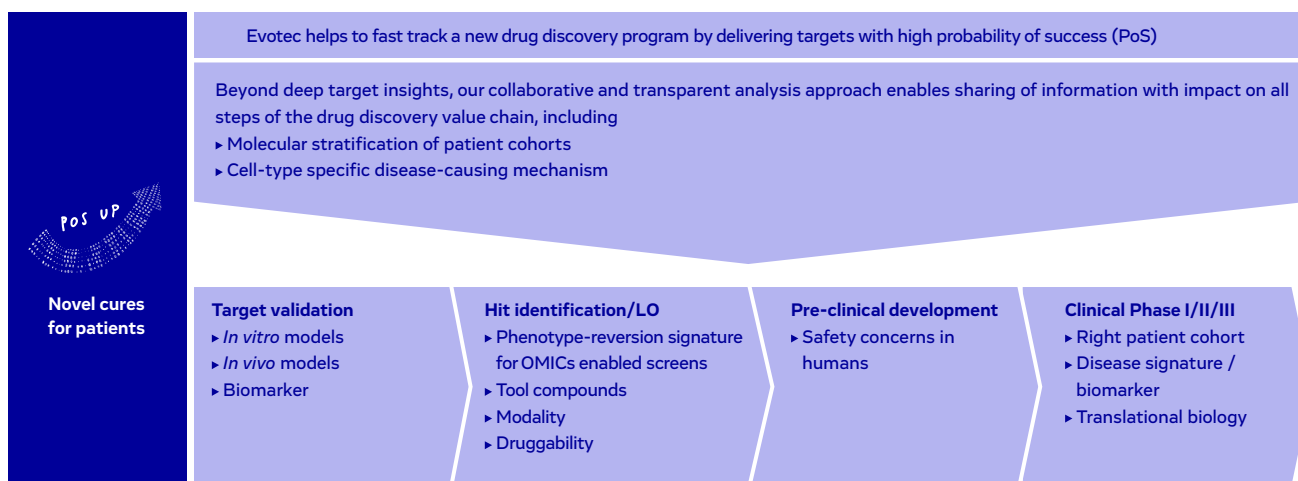 Evotec helps to fast track a new drug discovery program by delivering targets with high probability of success (PoS)
Beyond deep target insights, our collaborative and transparent analysis approach enables sharing of information with impact on all
steps of the drug discovery value chain, including
▸ Molecular stratification of patient cohorts
▸ Cell-type specific disease-causing mechanism
POS UP
Novel cures
for patients
Target validation
▸ In vitro models
▸ In vivo models
▸ Biomarker
Hit identification/LO
▸ Phenotype-reversion signature
for OMICs enabled screens
▸ Tool compounds
▸ Modality
▸ Druggability
Pre-clinical development
▸ Safety concerns in
humans
Clinical Phase I/II/III
▸ Right patient cohort
▸ Disease signature /
biomarker
▸ Translational biology